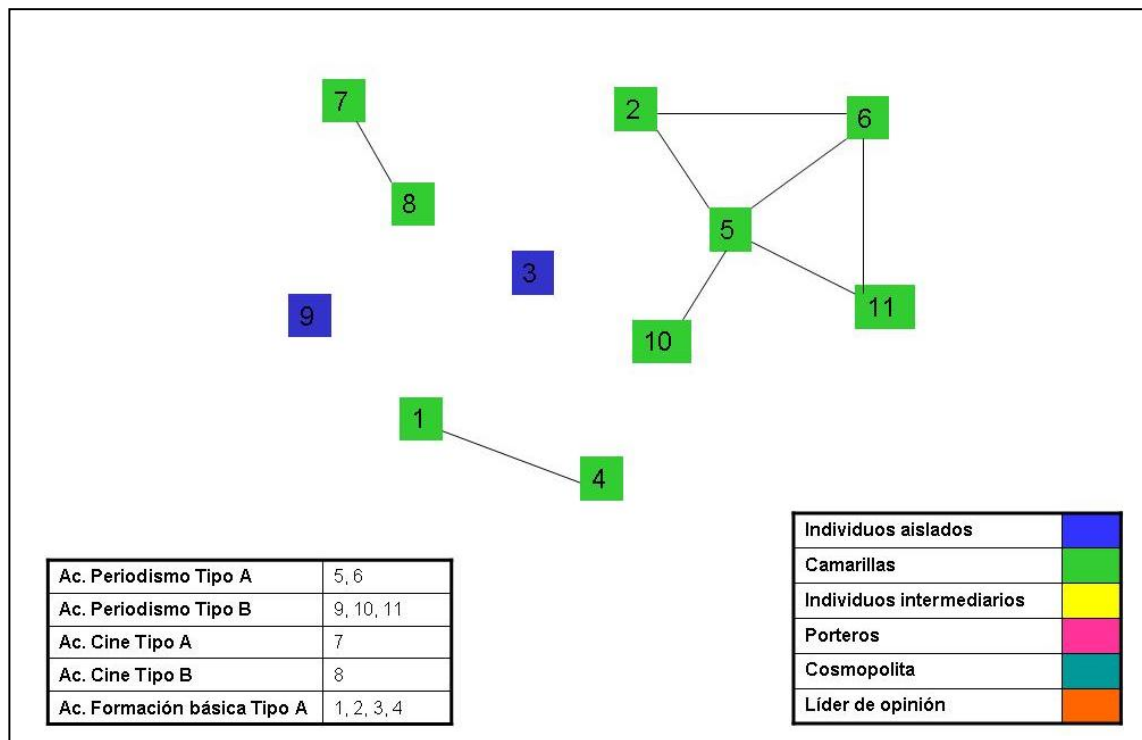 7
2
6
8
5
3
9
11
10
1
4
Ac. Periodismo Tipo A 5, 6
Ac. Periodismo Tipo B 9, 10, 11
Ac. Cine Tipo A 7
Ac. Cine Tipo B 8
Ac. Formación básica Tipo A 1, 2, 3, 4
Individuos aislados
Camarillas
Individuos intermediarios
Porteros
Cosmopolita
Líder de opinión